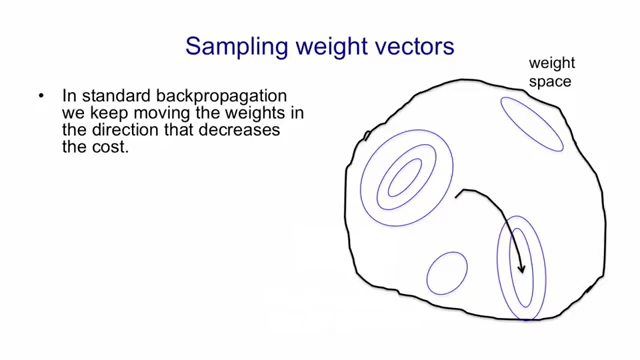 Sampling weight vectors
weight
space
• In standard backpropagation
we keep moving the weights in
the direction that decreases
the cost.